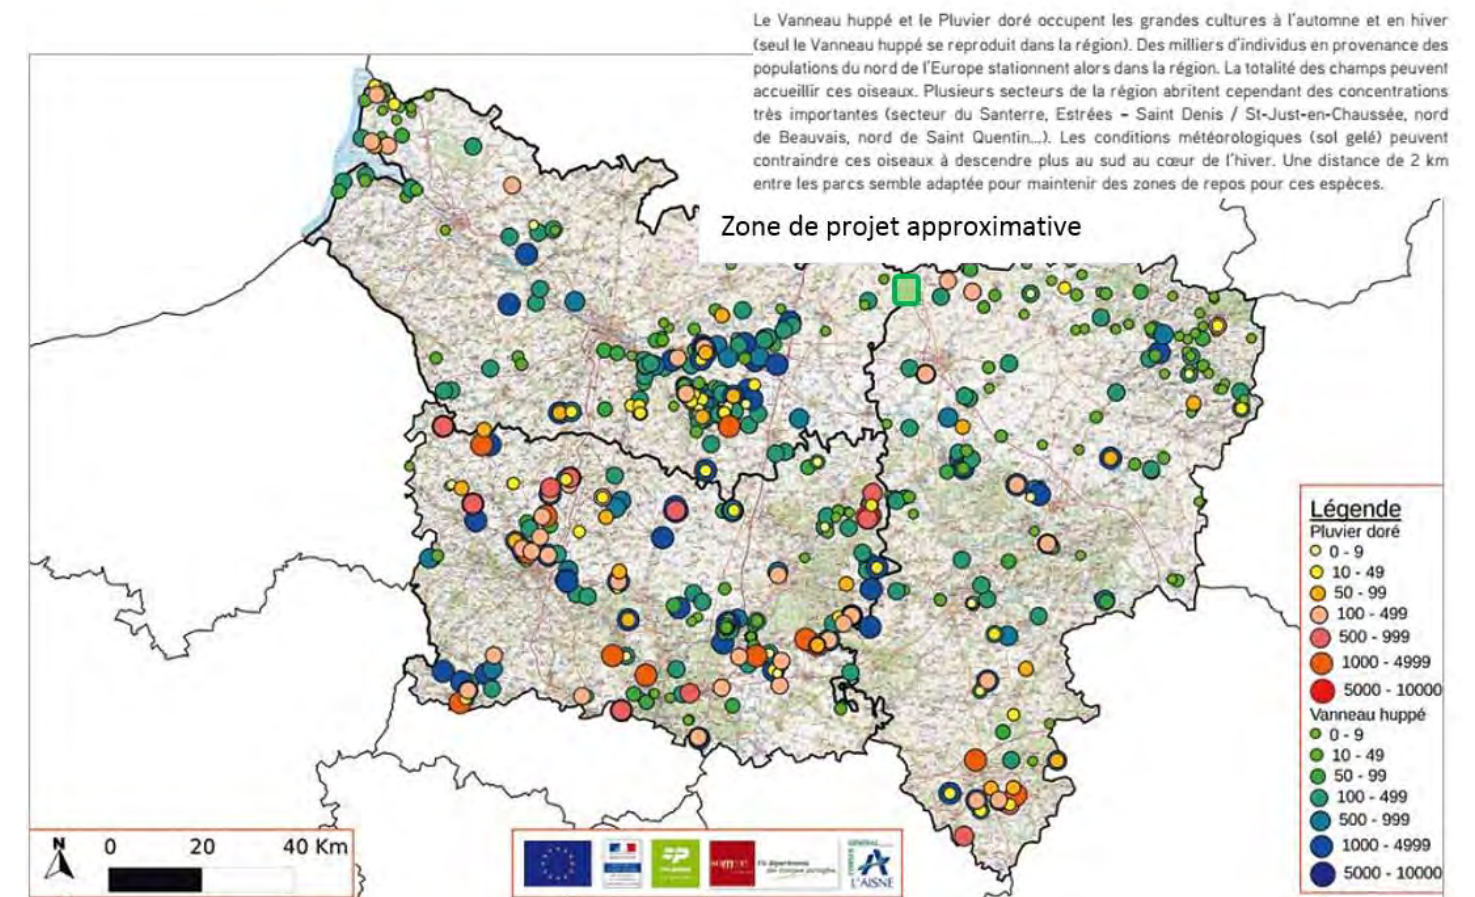 Le Vanneau huppé et le Pluvier doré occupent les grandes cultures à l'automne et en hiver
(seul le Vanneau huppé se reproduit dans la région). Des milliers d'individus en provenance des
populations du nord de l'Europe stationnent alors dans la région. La totalité des champs peuvent
accueillir ces oiseaux. Plusieurs secteurs de la région abritent cependant des concentrations
très importantes (secteur du Santerre, Estrées - Saint Denis / St-Just-en-Chaussée, nord
de Beauvais, nord de Saint Quentin...). Les conditions météorologiques (sol gelé) peuvent
contraindre ces oiseaux à descendre plus au sud au cœur de l'hiver. Une distance de 2 km
entre les parcs semble adaptée pour maintenir des zones de repos pour ces espèces.
Zone de projet approximative
Légende
Pluvier doré
0 - 9
10 - 49
50 - 99
100 - 499
500 - 999
1000 - 4999
5000 - 10000
Vanneau huppé
0 - 9
10 - 49
50 - 99
100 - 499
500 - 999
1000 - 4999
5000 - 10000
N
0 20 40 Km
CONSEIL GÉNÉRAL
L'AISNE